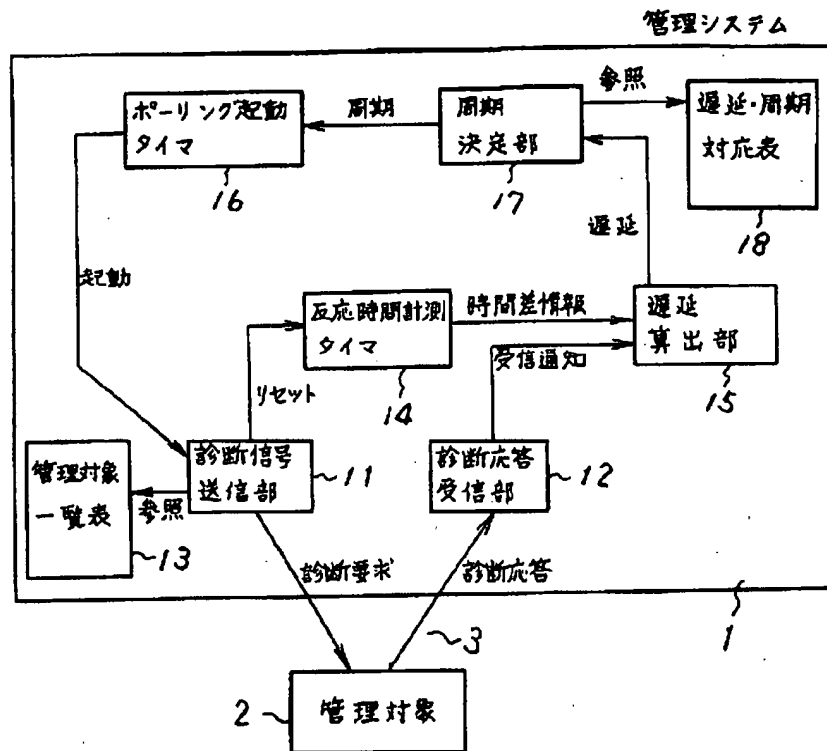 管理システム
ポーリング起動
タイマ
16
周期
周期
決定部
17
参照
遅延・周期
対応表
18
遅延
起動
反応時間計測
タイマ
14
時間差情報
受信通知
遅延
算出部
15
リセット
管理対象
一覧表
13
参照
診断信号
送信部
11
診断応答
受信部
12
診断要求
診断応答
3
1
2
管理対象